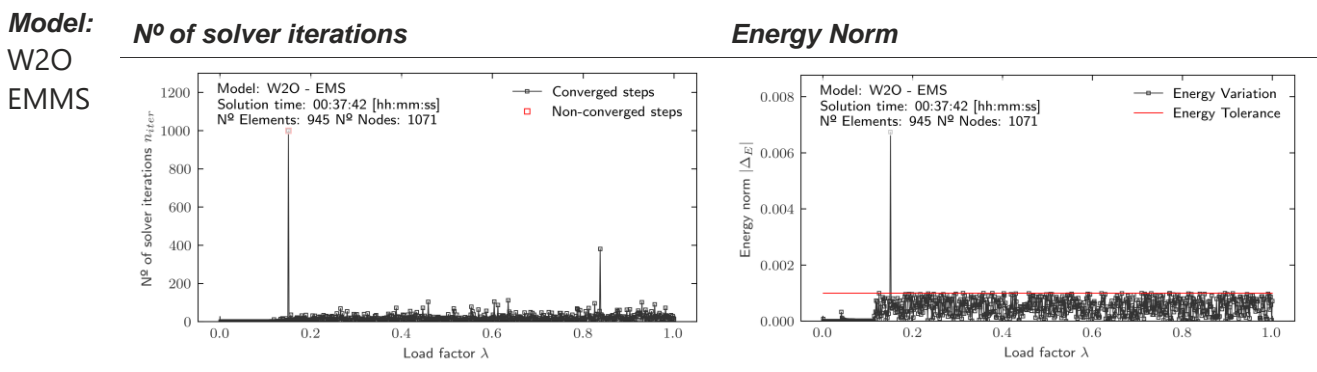 Model:
W2O
EMMS
Nº of solver iterations
Energy Norm
Model: W2O - EMS
Solution time: 00:37:42 [hh:mm:ss]
Nº Elements: 945 Nº Nodes: 1071
Converged steps
Non-converged steps
1200
1000
800
600
400
200
0
Nº of solver iterations n_iter
0.0 0.2 0.4 0.6 0.8 1.0
Load factor λ
Model: W2O - EMS
Solution time: 00:37:42 [hh:mm:ss]
Nº Elements: 945 Nº Nodes: 1071
Energy Variation
Energy Tolerance
0.008
0.006
0.004
0.002
0.000
Energy norm |Δ_E|
0.0 0.2 0.4 0.6 0.8 1.0
Load factor λ